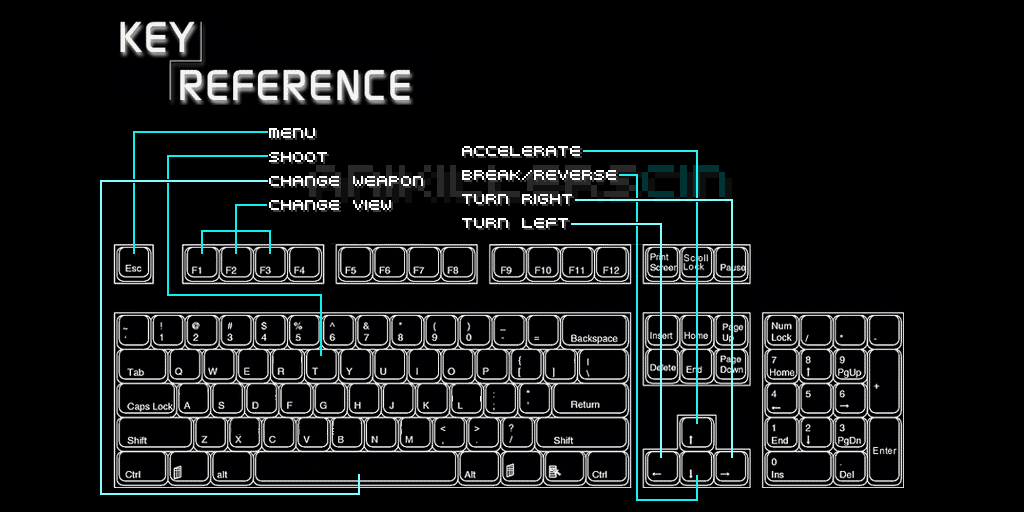 KEY
REFERENCE
MENU
SHOOT
CHANGE WEAPON
CHANGE VIEW
ACCELERATE
BREAK/REVERSE
TURN RIGHT
TURN LEFT
Esc F1 F2 F3 F4 F5 F6 F7 F8 F9 F10 F11 F12 Print Screen Scroll Lock Pause
~ ! @ # $ % ^ & * ( ) _
` 1 2 3 4 5 6 7 8 9 0 - = Backspace Insert Home Page Up Num Lock / * -
Tab Q W E R T Y U I O P { [ ] | \ Delete End Page Down 7 Home 8 ↑ 9 PgUp +
Caps Lock A S D F G H J K L : ; " ' Return 4 ← 5 6 →
Shift Z X C V B N M < , > . ? / Shift ↑ 1 End 2 ↓ 3 PgDn Enter
Ctrl alt Alt Ctrl ← ↓ → 0 Ins . Del